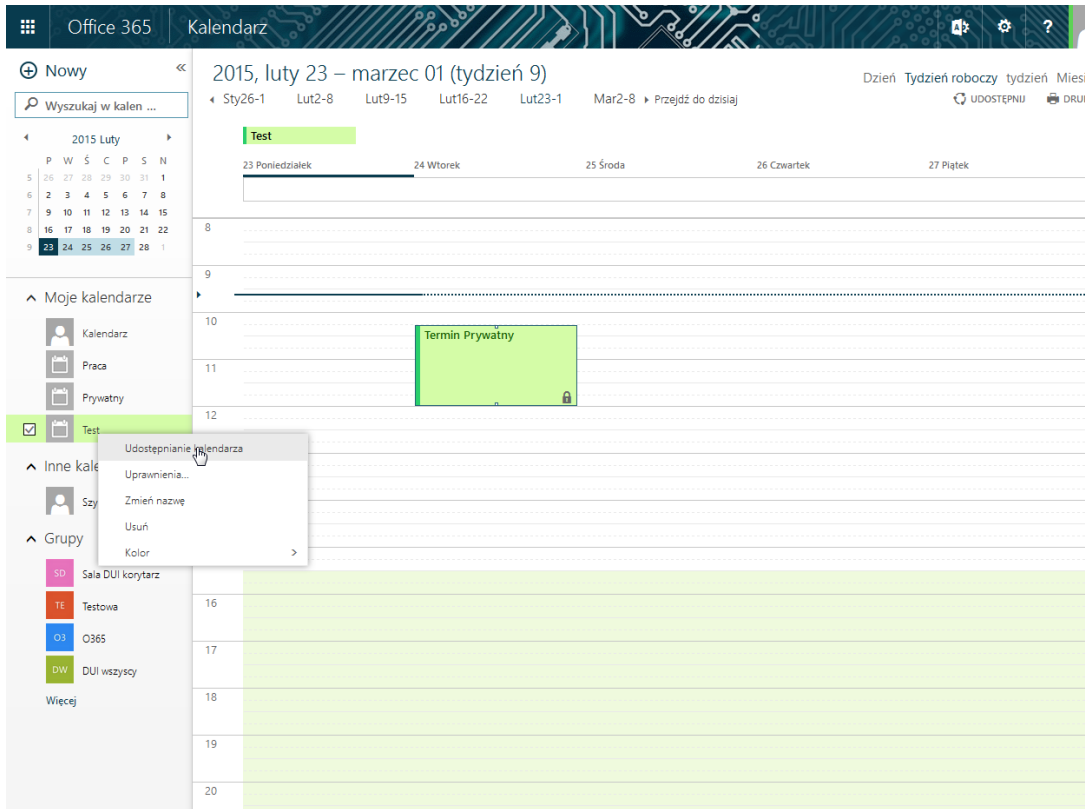 Office 365 Kalendarz ?
Nowy «
Wyszukaj w kalen ...
2015 Luty
P W Ś C P S N
5 26 27 28 29 30 31 1
6 2 3 4 5 6 7 8
7 9 10 11 12 13 14 15
8 16 17 18 19 20 21 22
9 23 24 25 26 27 28 1
Moje kalendarze
Kalendarz
Praca
Prywatny
Test
Udostępnianie kalendarza
Uprawnienia...
Zmień nazwę
Usuń
Kolor >
Inne kale
Szy
Grupy
SD Sala DUI korytarz
TE Testowa
O3 O365
DW DUI wszyscy
Więcej
2015, luty 23 – marzec 01 (tydzień 9)
Dzień Tydzień roboczy tydzień Miesi
Sty26-1 Lut2-8 Lut9-15 Lut16-22 Lut23-1 Mar2-8 Przejdź do dzisiaj
UDOSTĘPNIJ DRUK
Test
23 Poniedziałek 24 Wtorek 25 Środa 26 Czwartek 27 Piątek
8
9
10
Termin Prywatny
11
12
16
17
18
19
20